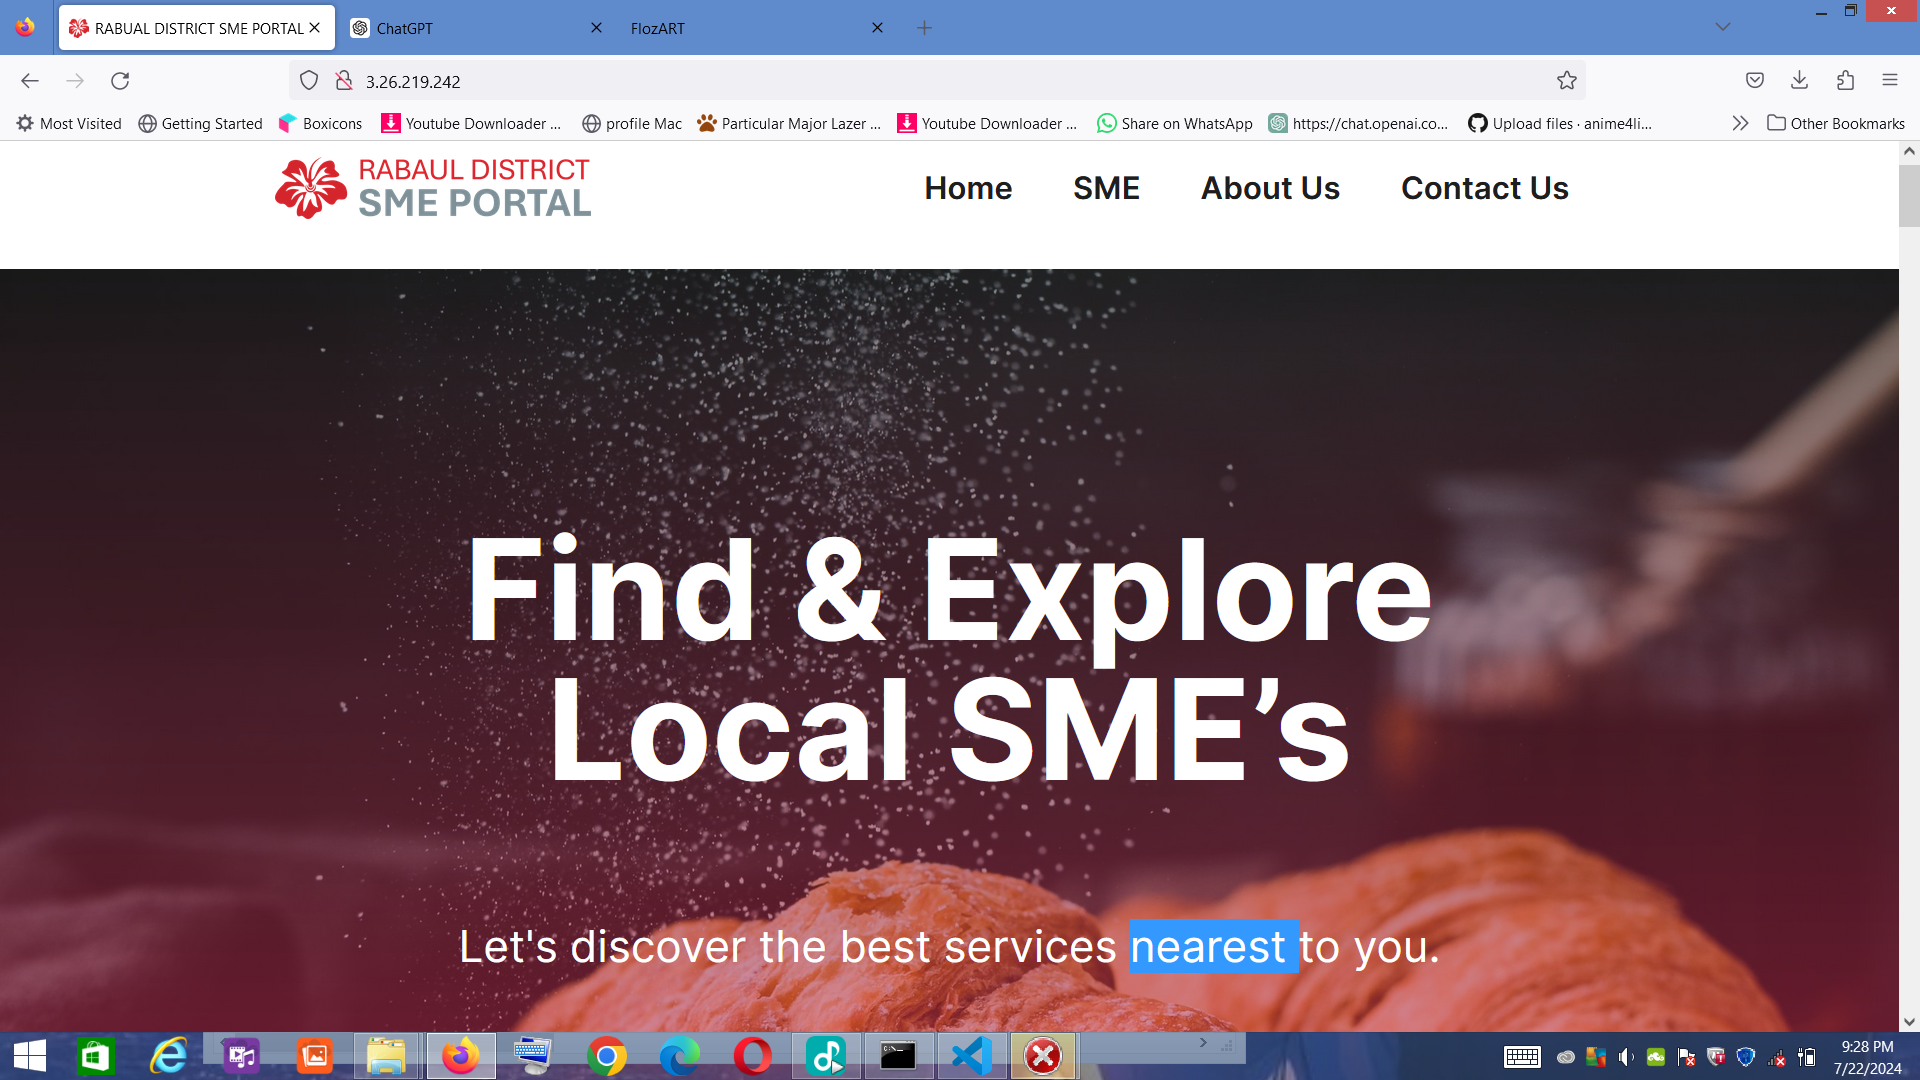 RABUAL DISTRICT SME PORTAL
ChatGPT
FlozART
3.26.219.242
Most Visited
Getting Started
Boxicons
Youtube Downloader ...
profile Mac
Particular Major Lazer ...
Youtube Downloader ...
Share on WhatsApp
https://chat.openai.co...
Upload files · anime4li...
Other Bookmarks
RABAUL DISTRICT
SME PORTAL
Home
SME
About Us
Contact Us
Find & Explore
Local SME’s
Let's discover the best services nearest to you.
9:28 PM
7/22/2024